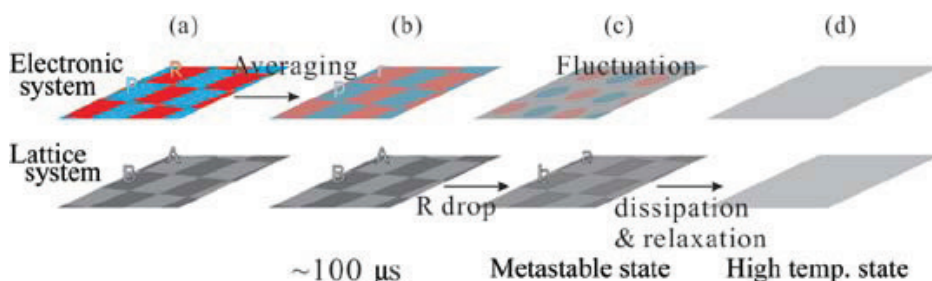 (a)
(b)
(c)
(d)
Electronic system
P
R
Averaging
P
r
Fluctuation
Lattice system
B
A
B
A
R drop
b
a
dissipation
& relaxation
~100 μs
Metastable state
High temp. state